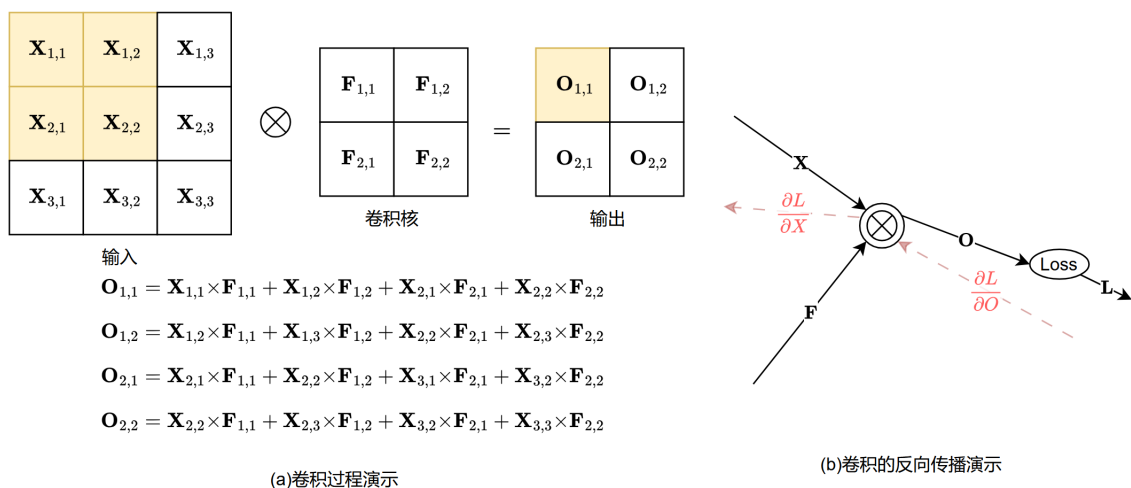 X₁,₁ X₁,₂ X₁,₃
X₂,₁ X₂,₂ X₂,₃
X₃,₁ X₃,₂ X₃,₃
输入
⊗
F₁,₁ F₁,₂
F₂,₁ F₂,₂
卷积核
=
O₁,₁ O₁,₂
O₂,₁ O₂,₂
输出
O₁,₁ = X₁,₁×F₁,₁ + X₁,₂×F₁,₂ + X₂,₁×F₂,₁ + X₂,₂×F₂,₂
O₁,₂ = X₁,₂×F₁,₁ + X₁,₃×F₁,₂ + X₂,₂×F₂,₁ + X₂,₃×F₂,₂
O₂,₁ = X₂,₁×F₁,₁ + X₂,₂×F₁,₂ + X₃,₁×F₂,₁ + X₃,₂×F₂,₂
O₂,₂ = X₂,₂×F₁,₁ + X₂,₃×F₁,₂ + X₃,₂×F₂,₁ + X₃,₃×F₂,₂
(a)卷积过程演示
X
∂L/∂X
⊗
O
Loss
L
∂L/∂O
F
(b)卷积的反向传播演示